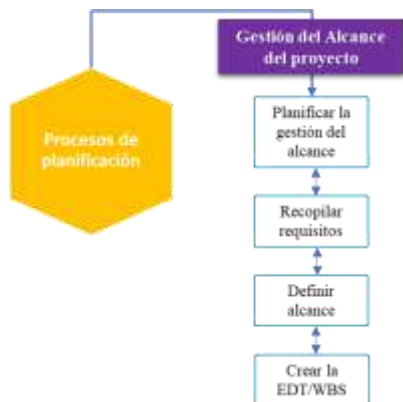 Gestión del Alcance
del proyecto
Procesos de
planificación
Planificar la
gestión del
alcance
Recopilar
requisitos
Definir
alcance
Crear la
EDT/WBS